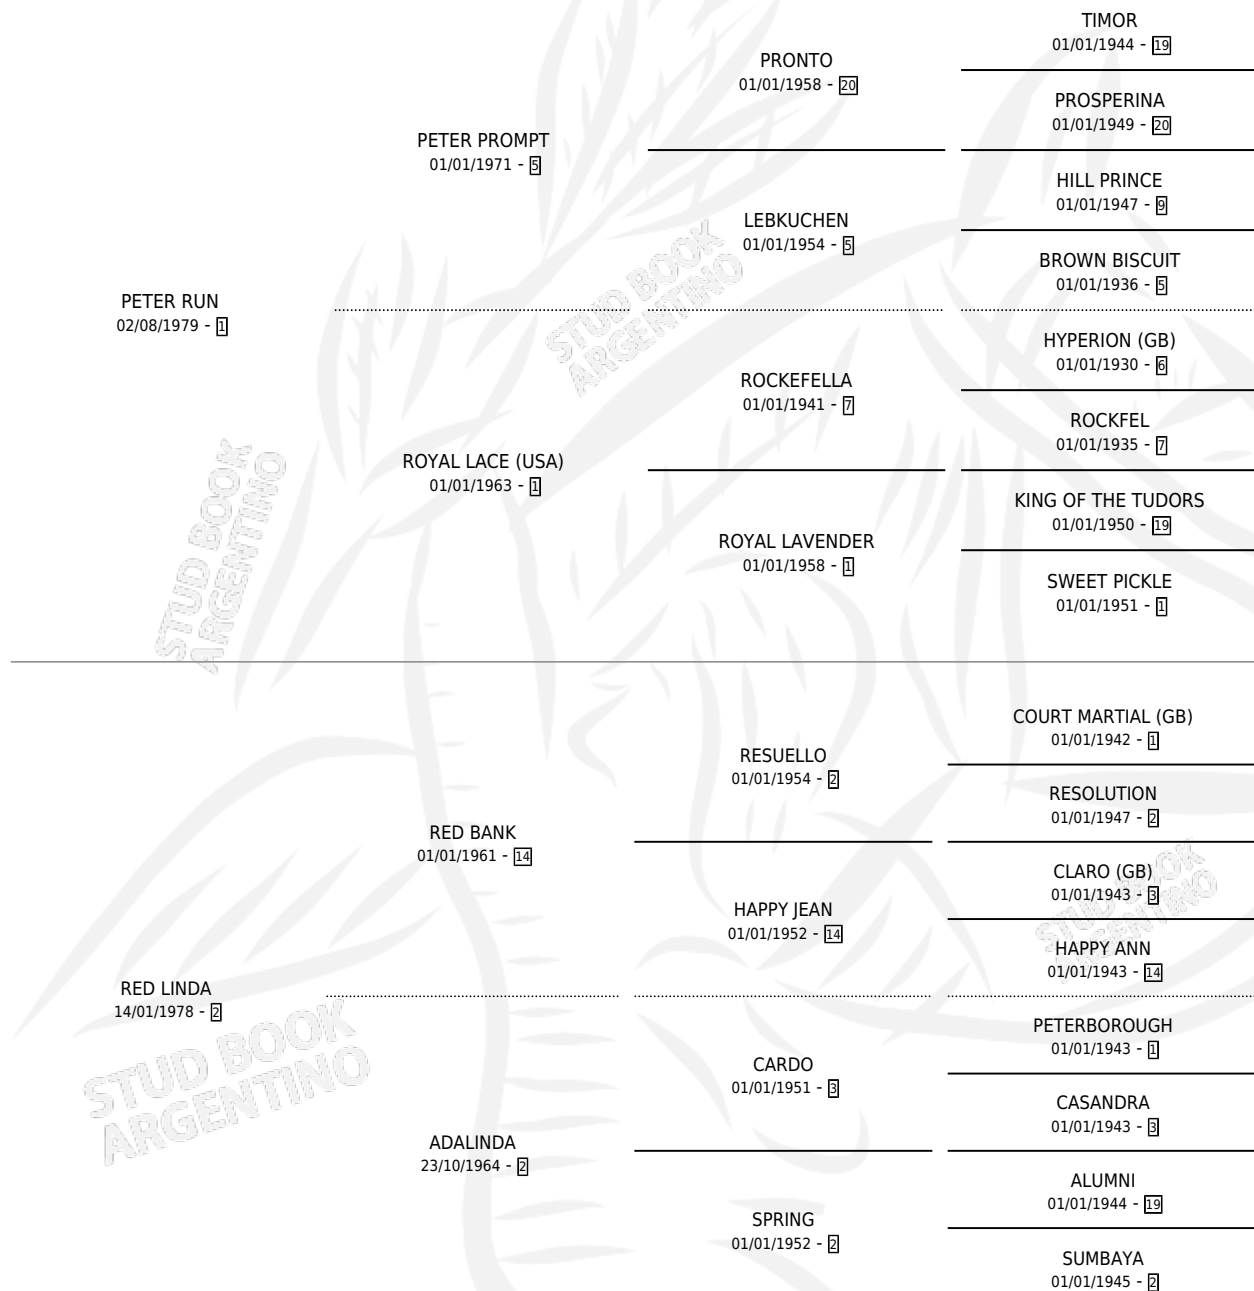 TIMOR
01/01/1944 - 19
PRONTO
01/01/1958 - 20
PROSPERINA
01/01/1949 - 20
PETER PROMPT
01/01/1971 - 5
HILL PRINCE
01/01/1947 - 9
LEBKUCHEN
01/01/1954 - 5
BROWN BISCUIT
01/01/1936 - 5
PETER RUN
02/08/1979 - 1
STUD BOOK
ARGENTINO
HYPERION (GB)
01/01/1930 - 6
ROCKEFELLA
01/01/1941 - 7
ROCKFEL
01/01/1935 - 7
ROYAL LACE (USA)
01/01/1963 - 1
KING OF THE TUDORS
01/01/1950 - 19
ROYAL LAVENDER
01/01/1958 - 1
SWEET PICKLE
01/01/1951 - 1
STUD BOOK
ARGENTINO
COURT MARTIAL (GB)
01/01/1942 - 1
RESUELLO
01/01/1954 - 2
RESOLUTION
01/01/1947 - 2
RED BANK
01/01/1961 - 14
CLARO (GB)
01/01/1943 - 3
HAPPY JEAN
01/01/1952 - 14
STUD BOOK
ARGENTINO
HAPPY ANN
01/01/1943 - 14
RED LINDA
14/01/1978 - 2
PETERBOROUGH
01/01/1943 - 1
STUD BOOK
ARGENTINO
CARDO
01/01/1951 - 3
CASANDRA
01/01/1943 - 3
ADALINDA
23/10/1964 - 2
ALUMNI
01/01/1944 - 19
SPRING
01/01/1952 - 2
SUMBAYA
01/01/1945 - 2